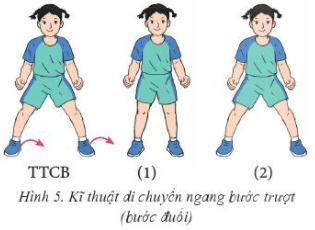 TTCB (1) (2)
Hình 5. Kĩ thuật di chuyển ngang bước trượt
(bước đuổi)